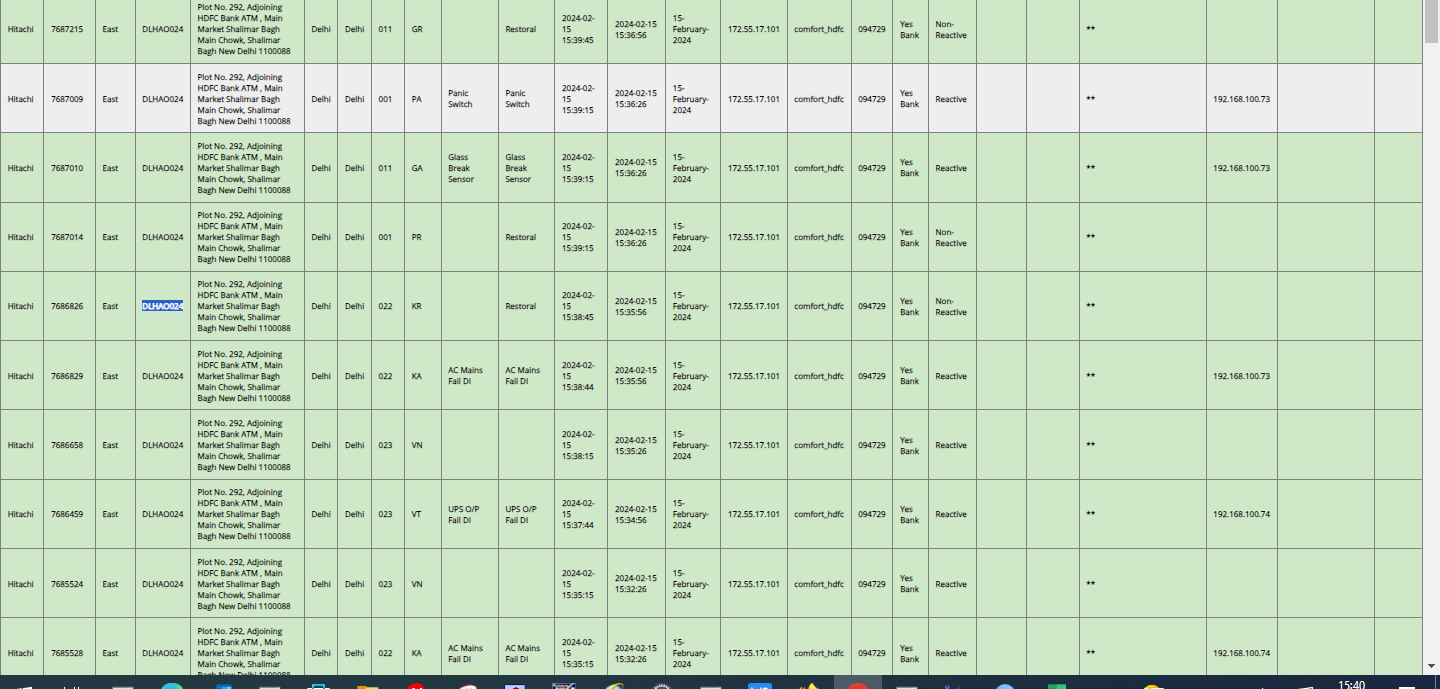 Hitachi 7687215 East DLHAO024 Plot No. 292, Adjoining HDFC Bank ATM , Main Market Shalimar Bagh Main Chowk, Shalimar Bagh New Delhi 1100088 Delhi Delhi 011 GR Restoral 2024-02-15 15:39:45 2024-02-15 15:36:56 15-February-2024 172.55.17.101 comfort_hdfc 094729 Yes Bank Non-Reactive **
Hitachi 7687009 East DLHAO024 Plot No. 292, Adjoining HDFC Bank ATM , Main Market Shalimar Bagh Main Chowk, Shalimar Bagh New Delhi 1100088 Delhi Delhi 001 PA Panic Switch Panic Switch 2024-02-15 15:39:15 2024-02-15 15:36:26 15-February-2024 172.55.17.101 comfort_hdfc 094729 Yes Bank Reactive ** 192.168.100.73
Hitachi 7687010 East DLHAO024 Plot No. 292, Adjoining HDFC Bank ATM , Main Market Shalimar Bagh Main Chowk, Shalimar Bagh New Delhi 1100088 Delhi Delhi 011 GA Glass Break Sensor Glass Break Sensor 2024-02-15 15:39:15 2024-02-15 15:36:26 15-February-2024 172.55.17.101 comfort_hdfc 094729 Yes Bank Reactive ** 192.168.100.73
Hitachi 7687014 East DLHAO024 Plot No. 292, Adjoining HDFC Bank ATM , Main Market Shalimar Bagh Main Chowk, Shalimar Bagh New Delhi 1100088 Delhi Delhi 001 PR Restoral 2024-02-15 15:39:15 2024-02-15 15:36:26 15-February-2024 172.55.17.101 comfort_hdfc 094729 Yes Bank Non-Reactive **
Hitachi 7686826 East DLHAO024 Plot No. 292, Adjoining HDFC Bank ATM , Main Market Shalimar Bagh Main Chowk, Shalimar Bagh New Delhi 1100088 Delhi Delhi 022 KR Restoral 2024-02-15 15:38:45 2024-02-15 15:35:56 15-February-2024 172.55.17.101 comfort_hdfc 094729 Yes Bank Non-Reactive **
Hitachi 7686829 East DLHAO024 Plot No. 292, Adjoining HDFC Bank ATM , Main Market Shalimar Bagh Main Chowk, Shalimar Bagh New Delhi 1100088 Delhi Delhi 022 KA AC Mains Fail DI AC Mains Fail DI 2024-02-15 15:38:44 2024-02-15 15:35:56 15-February-2024 172.55.17.101 comfort_hdfc 094729 Yes Bank Reactive ** 192.168.100.73
Hitachi 7686658 East DLHAO024 Plot No. 292, Adjoining HDFC Bank ATM , Main Market Shalimar Bagh Main Chowk, Shalimar Bagh New Delhi 1100088 Delhi Delhi 023 VN 2024-02-15 15:38:15 2024-02-15 15:35:26 15-February-2024 172.55.17.101 comfort_hdfc 094729 Yes Bank Reactive **
Hitachi 7686459 East DLHAO024 Plot No. 292, Adjoining HDFC Bank ATM , Main Market Shalimar Bagh Main Chowk, Shalimar Bagh New Delhi 1100088 Delhi Delhi 023 VT UPS O/P Fail DI UPS O/P Fail DI 2024-02-15 15:37:44 2024-02-15 15:34:56 15-February-2024 172.55.17.101 comfort_hdfc 094729 Yes Bank Reactive ** 192.168.100.74
Hitachi 7685524 East DLHAO024 Plot No. 292, Adjoining HDFC Bank ATM , Main Market Shalimar Bagh Main Chowk, Shalimar Bagh New Delhi 1100088 Delhi Delhi 023 VN 2024-02-15 15:35:15 2024-02-15 15:32:26 15-February-2024 172.55.17.101 comfort_hdfc 094729 Yes Bank Reactive **
Hitachi 7685528 East DLHAO024 Plot No. 292, Adjoining HDFC Bank ATM , Main Market Shalimar Bagh Main Chowk, Shalimar Delhi Delhi 022 KA AC Mains Fail DI AC Mains Fail DI 2024-02-15 15:35:15 2024-02-15 15:32:26 15-February-2024 172.55.17.101 comfort_hdfc 094729 Yes Bank Reactive ** 192.168.100.74
15:40